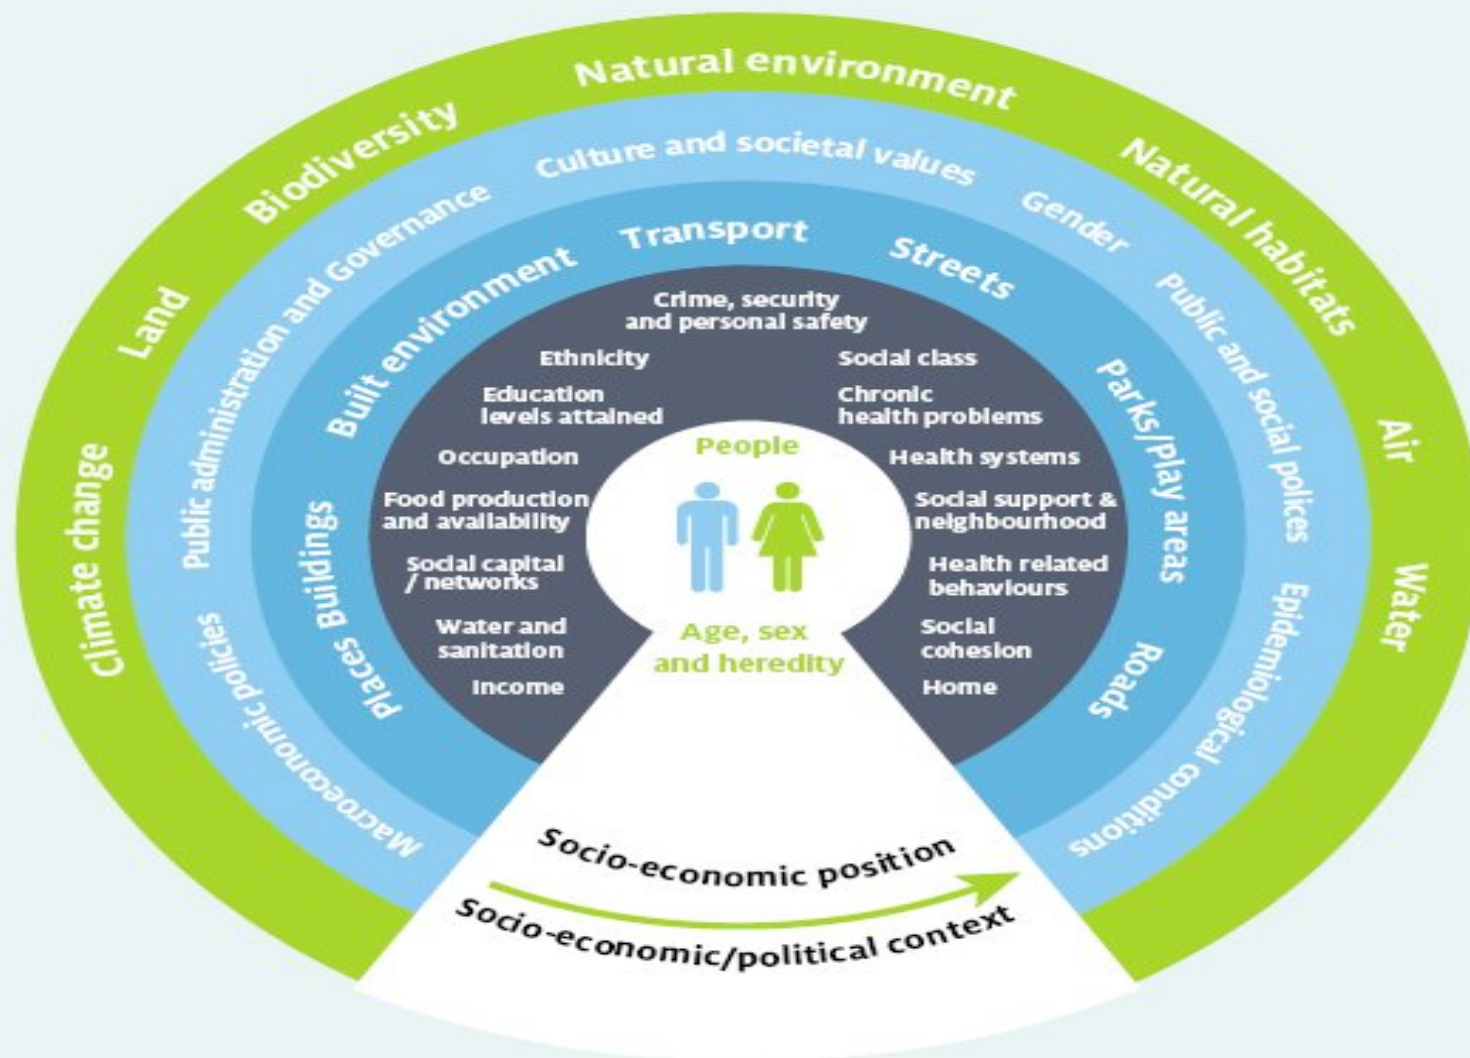 Natural environment
Biodiversity
Natural habitats
Land
Air
Climate change
Water
Culture and societal values
Public administration and Governance
Gender
Public and social polices
Macroeconomic policies
Epidemiological conditions
Transport
Built environment
Streets
Parks/play areas
Places Buildings
Roads
Crime, security
and personal safety
Ethnicity
Social class
Education
levels attained
Chronic
health problems
Occupation
Health systems
Food production
and availability
Social support &
neighbourhood
Social capital
/ networks
Health related
behaviours
Water and
sanitation
Social
cohesion
Income
Home
People
Age, sex
and heredity
Socio-economic position
Socio-economic/political context